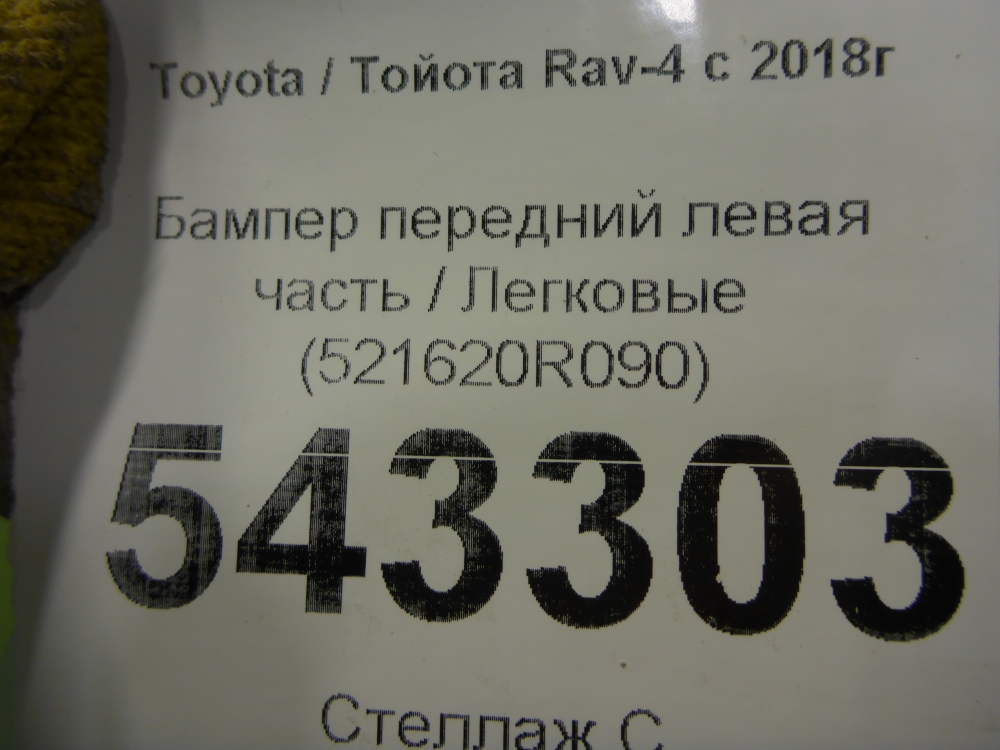 Toyota / Тойота Rav-4 с 2018г
Бампер передний левая
часть / Легковые
(521620R090)
543303
Стеллаж С